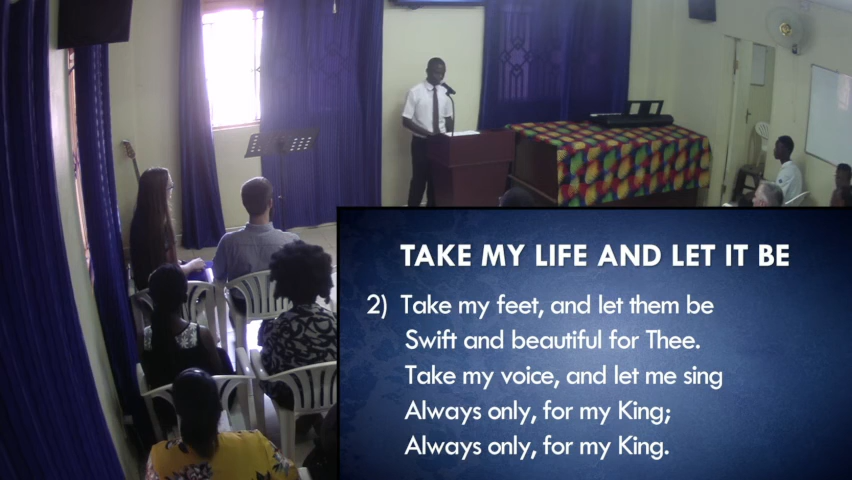 TAKE MY LIFE AND LET IT BE
2) Take my feet, and let them be
Swift and beautiful for Thee.
Take my voice, and let me sing
Always only, for my King;
Always only, for my King.